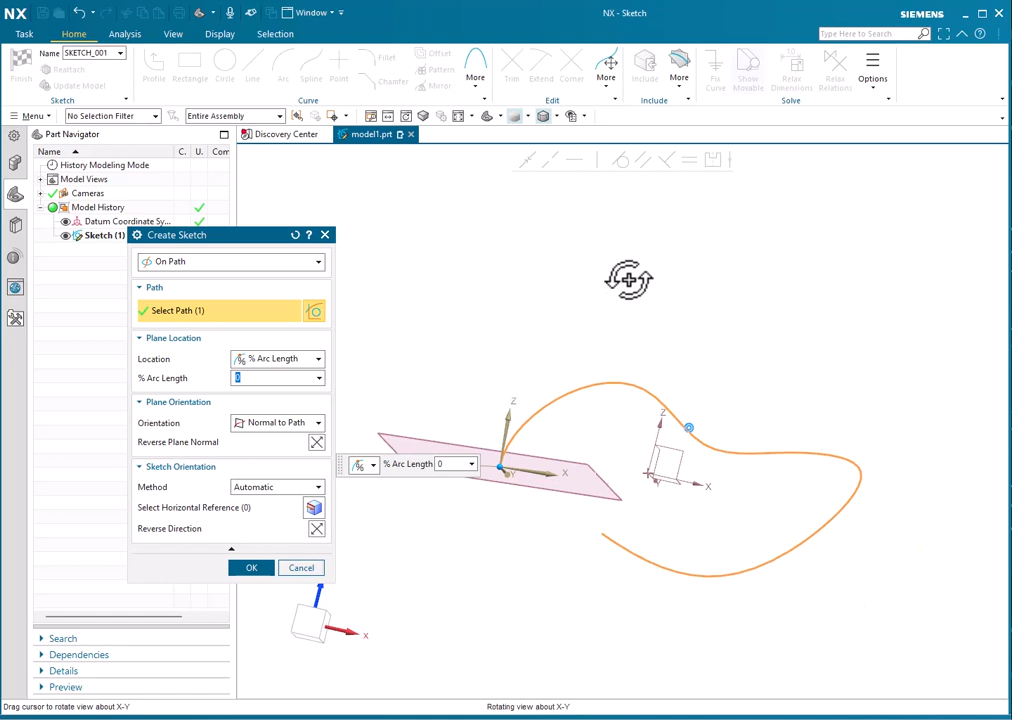 NX
Window
NX - Sketch
SIEMENS
Task Home Tools Analysis View Display Selection
Type Here to Search
Name SKETCH_001
Reattach
Update Model
Finish
Sketch
Profile Rectangle Circle Line Arc Spline Point
Fillet
Chamfer
Offset
Pattern
Mirror
More
Curve
Trim Extend Corner More
Edit
Include More
Include
Fix Curve
Show Movable
Relax Dimensions
Relax Relations
Options
Solve
Menu
No Selection Filter
Entire Assembly
Part Navigator
Discovery Center
model1.prt
Name C. U. Com
History Modeling Mode
Model Views
Cameras
Model History
Datum Coordinate Sy...
Sketch (1)
Create Sketch
On Path
Path
Select Path (1)
Plane Location
Location % Arc Length
% Arc Length 0
Plane Orientation
Orientation Normal to Path
Reverse Plane Normal
Sketch Orientation
Method Automatic
Select Horizontal Reference (0)
Reverse Direction
OK Cancel
% Arc Length 0
Z
X
Y
Z
X
Y
X
Search
Dependencies
Details
Preview
Drag cursor to rotate view about X-Y
Rotating view about X-Y